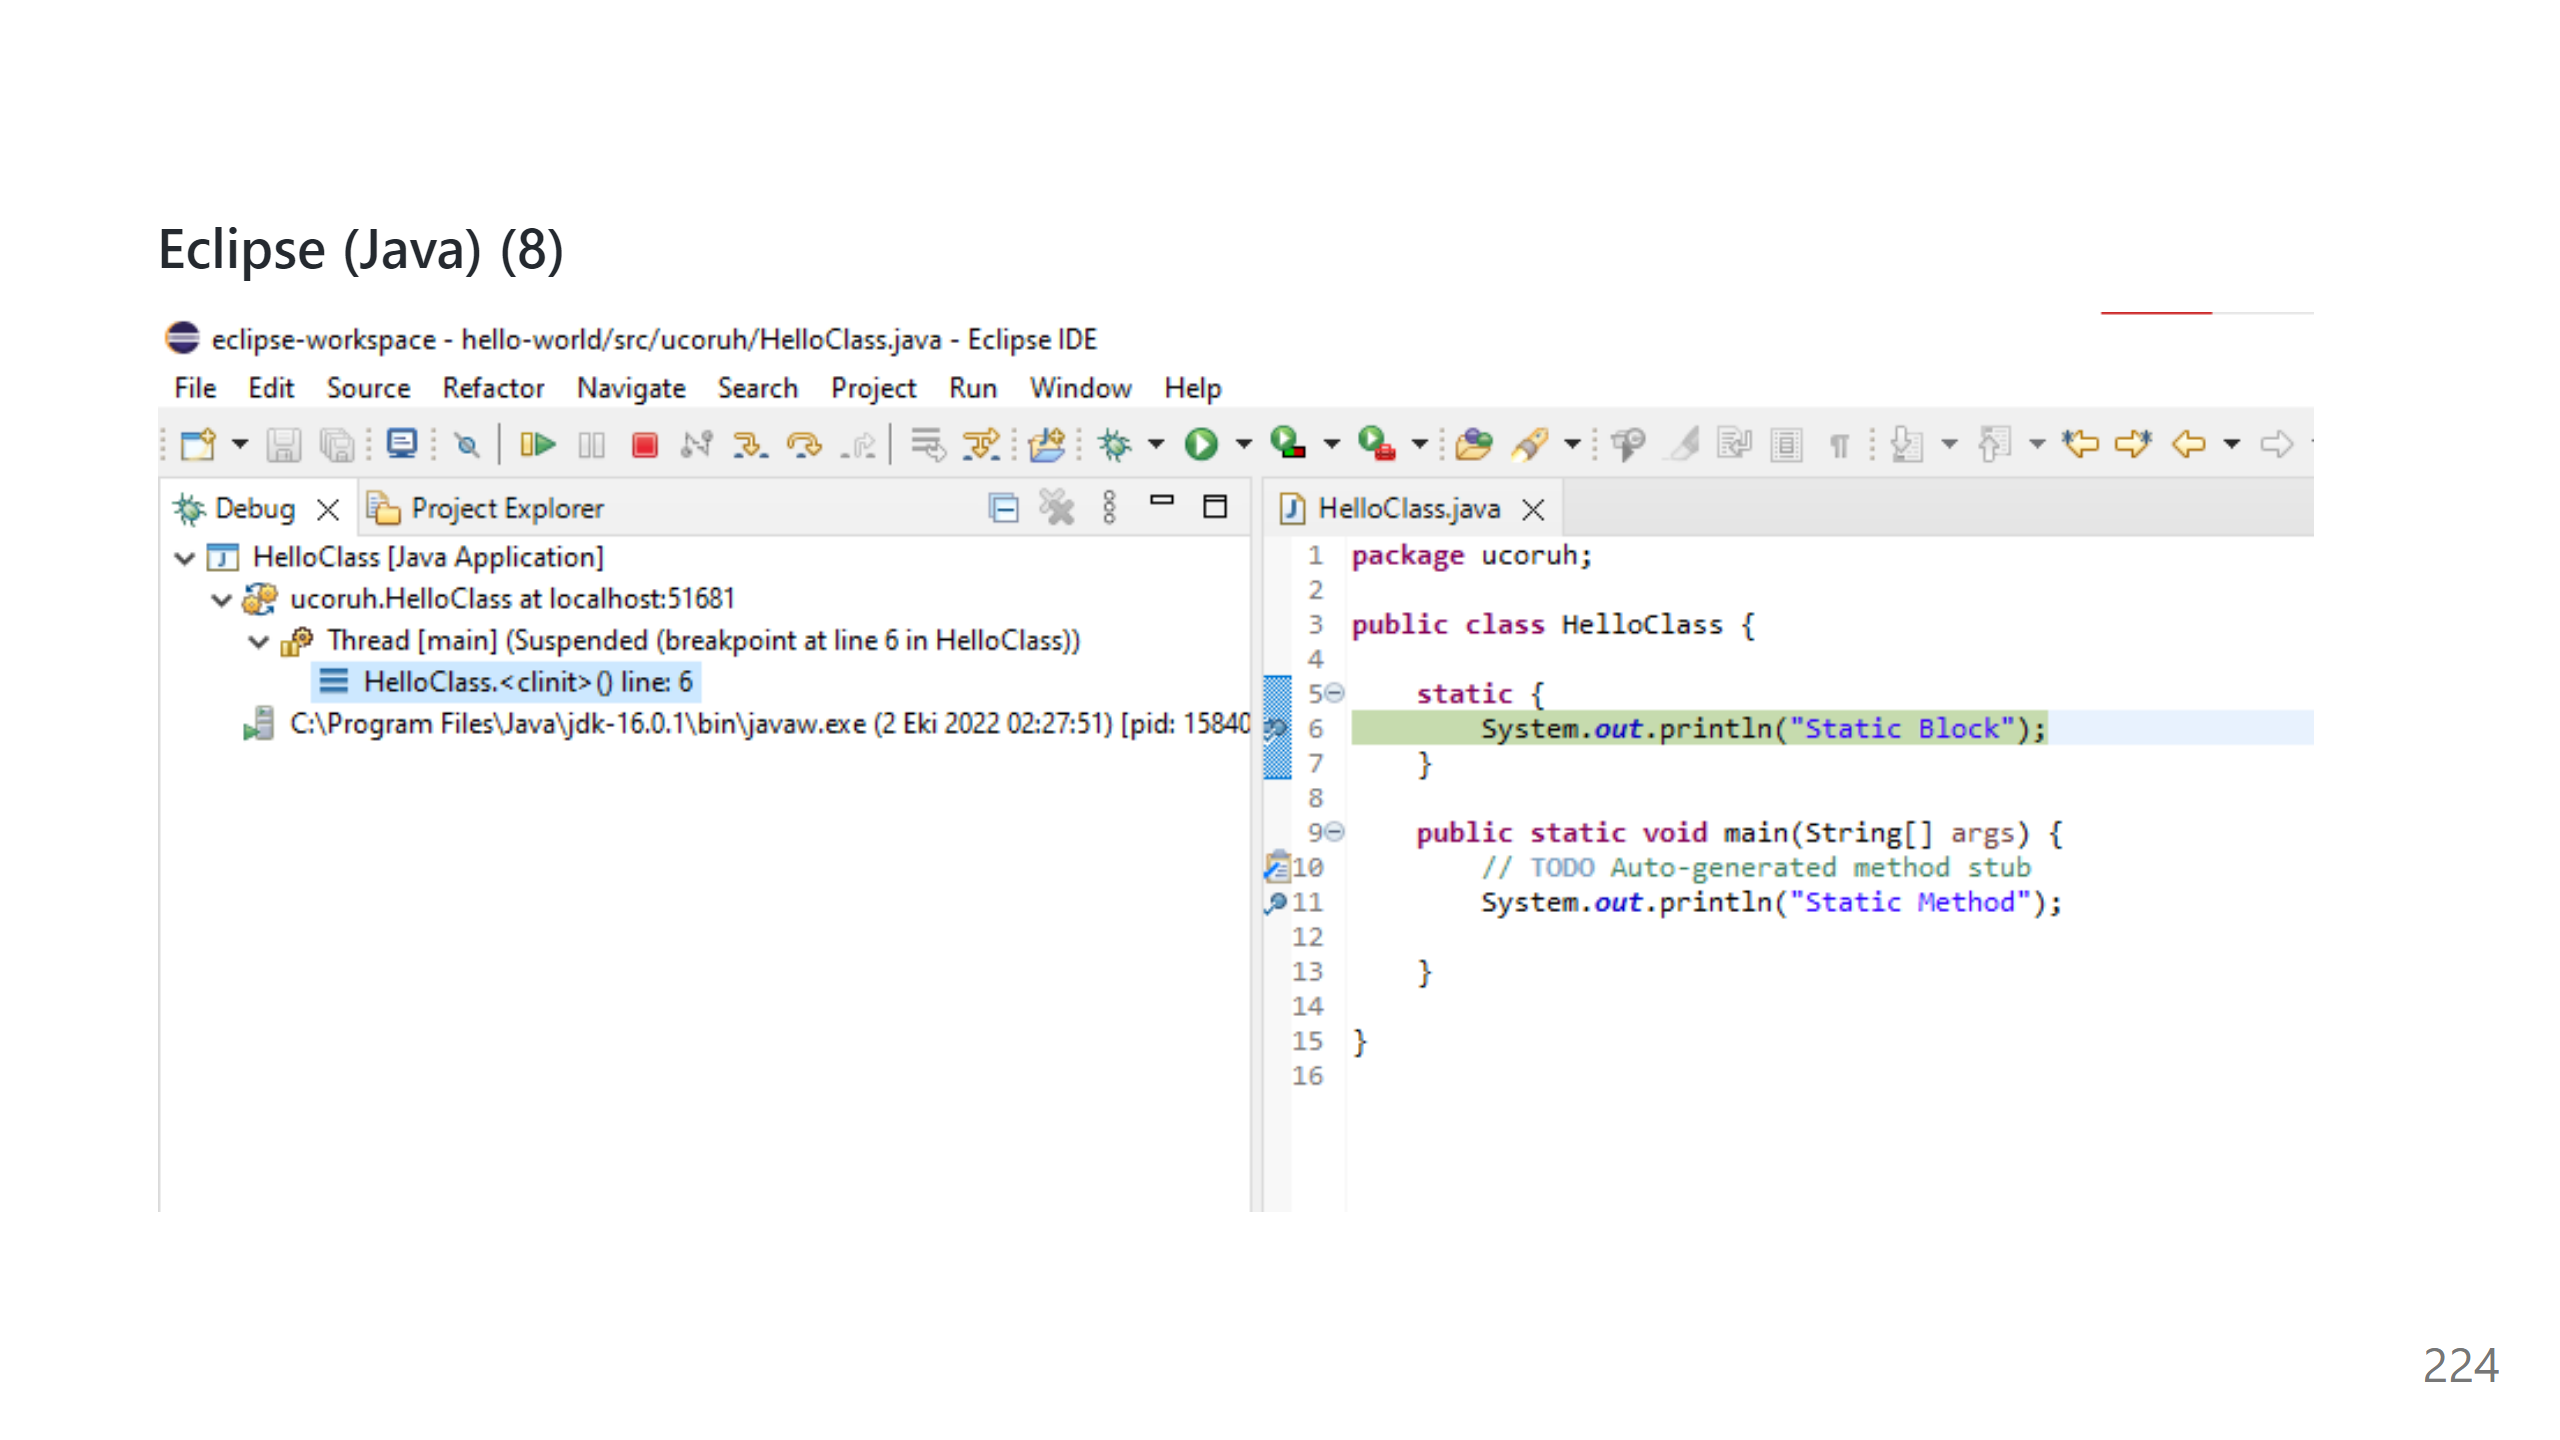 Eclipse (Java) (8)
eclipse-workspace - hello-world/src/ucoruh/HelloClass.java - Eclipse IDE
File Edit Source Refactor Navigate Search Project Run Window Help
Debug Project Explorer
HelloClass [Java Application]
ucoruh.HelloClass at localhost:51681
Thread [main] (Suspended (breakpoint at line 6 in HelloClass))
HelloClass.<clinit>() line: 6
C:\Program Files\Java\jdk-16.0.1\bin\javaw.exe (2 Eki 2022 02:27:51) [pid: 15840
HelloClass.java
1 package ucoruh;
2
3 public class HelloClass {
4
5 static {
6 System.out.println("Static Block");
7 }
8
9 public static void main(String[] args) {
10 // TODO Auto-generated method stub
11 System.out.println("Static Method");
12
13 }
14
15 }
16
224